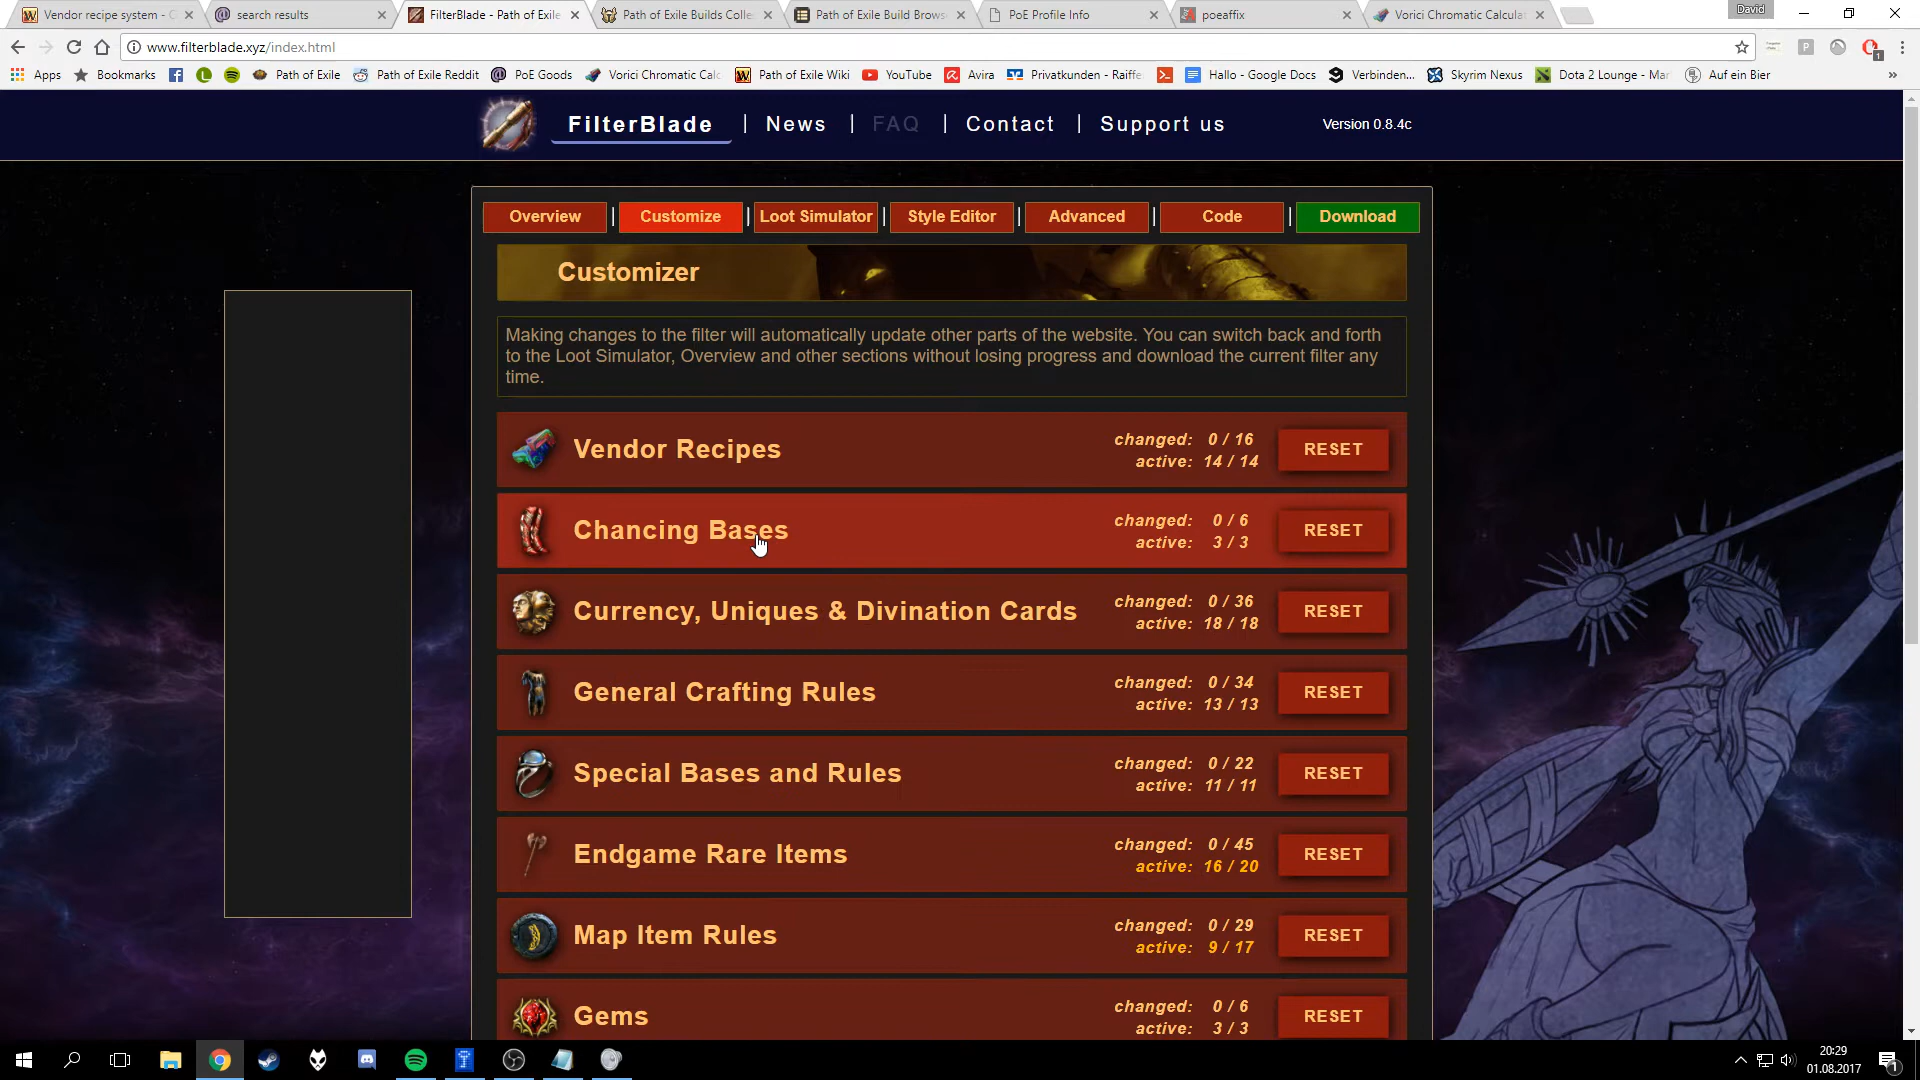 David
Vendor recipe system - C
search results
FilterBlade - Path of Exile
Path of Exile Builds Colle
Path of Exile Build Brows
PoE Profile Info
poeaffix
Vorici Chromatic Calculat
www.filterblade.xyz/index.html
Apps
Bookmarks
Path of Exile
Path of Exile Reddit
PoE Goods
Vorici Chromatic Calc
Path of Exile Wiki
YouTube
Avira
Privatkunden - Raiffe
Hallo - Google Docs
Verbinden...
Skyrim Nexus
Dota 2 Lounge - Mar
Auf ein Bier
»
FilterBlade | News | FAQ | Contact | Support us
Version 0.8.4c
Overview | Customize | Loot Simulator | Style Editor | Advanced | Code | Download
Customizer
Making changes to the filter will automatically update other parts of the website. You can switch back and forth
to the Loot Simulator, Overview and other sections without losing progress and download the current filter any
time.
Vendor Recipes
changed: 0 / 16
active: 14 / 14
RESET
Chancing Bases
changed: 0 / 6
active: 3 / 3
RESET
Currency, Uniques & Divination Cards
changed: 0 / 36
active: 18 / 18
RESET
General Crafting Rules
changed: 0 / 34
active: 13 / 13
RESET
Special Bases and Rules
changed: 0 / 22
active: 11 / 11
RESET
Endgame Rare Items
changed: 0 / 45
active: 16 / 20
RESET
Map Item Rules
changed: 0 / 29
active: 9 / 17
RESET
Gems
changed: 0 / 6
active: 3 / 3
RESET
20:29
01.08.2017